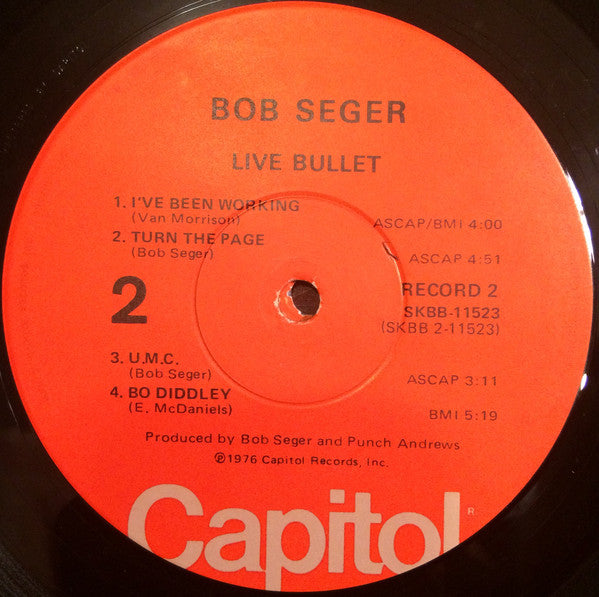 BOB SEGER
LIVE BULLET
1. I'VE BEEN WORKING
(Van Morrison) ASCAP/BMI 4:00
2. TURN THE PAGE
(Bob Seger) ASCAP 4:51
2
RECORD 2
SKBB-11523
(SKBB 2-11523)
3. U.M.C.
(Bob Seger) ASCAP 3:11
4. BO DIDDLEY
(E. McDaniels) BMI 5:19
Produced by Bob Seger and Punch Andrews
℗1976 Capitol Records, Inc.
Capitol®